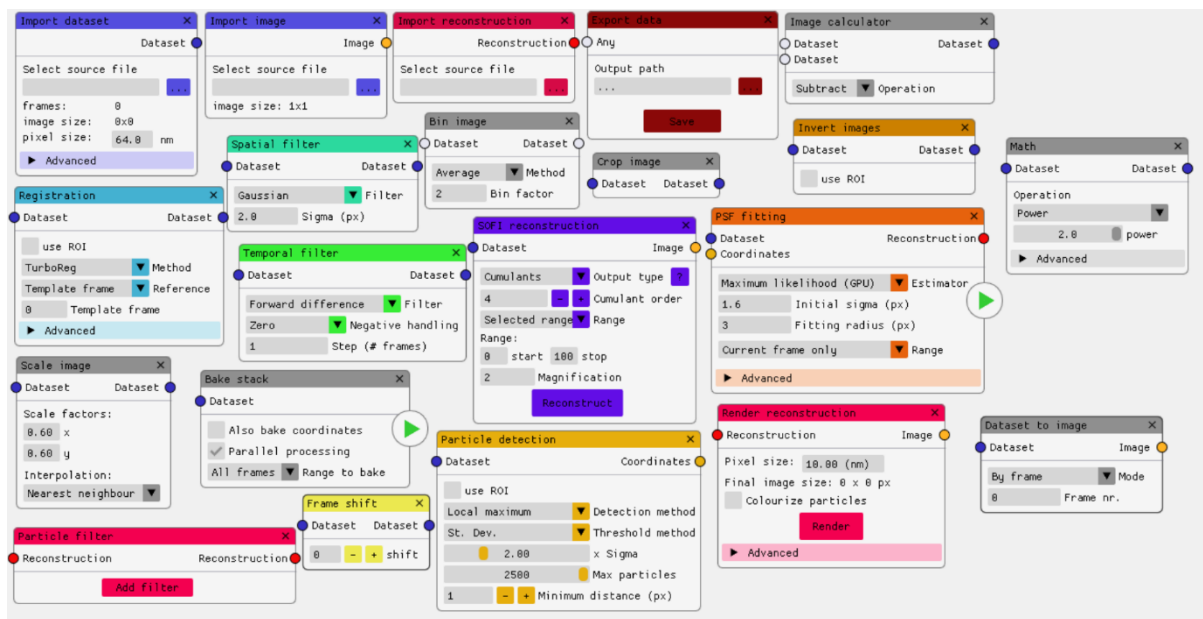 Import dataset ×
Dataset
Select source file
...
frames: 0
image size: 0x0
pixel size: 64.0 nm
Advanced
Import image ×
Image
Select source file
...
image size: 1x1
Import reconstruction ×
Reconstruction
Select source file
...
Export data ×
Any
Output path
... ...
Save
Image calculator ×
Dataset Dataset
Dataset
Subtract Operation
Spatial filter ×
Dataset Dataset
Gaussian Filter
2.0 Sigma (px)
Bin image ×
Dataset Dataset
Average Method
2 Bin factor
Crop image ×
Dataset Dataset
Invert images ×
Dataset Dataset
use ROI
Math ×
Dataset Dataset
Operation
Power
2.0 power
Advanced
Registration ×
Dataset Dataset
use ROI
TurboReg Method
Template frame Reference
0 Template frame
Advanced
Temporal filter ×
Dataset Dataset
Forward difference Filter
Zero Negative handling
1 Step (# frames)
SOFI reconstruction ×
Dataset Image
Cumulants Output type ?
4 - + Cumulant order
Selected range Range
Range:
0 start 100 stop
2 Magnification
Reconstruct
PSF fitting ×
Dataset Reconstruction
Coordinates
Maximum likelihood (GPU) Estimator
1.6 Initial sigma (px)
3 Fitting radius (px)
Current frame only Range
Advanced
Scale image ×
Dataset Dataset
Scale factors:
0.60 x
0.60 y
Interpolation:
Nearest neighbour
Bake stack ×
Dataset
Also bake coordinates
Parallel processing
All frames Range to bake
Particle detection ×
Dataset Coordinates
use ROI
Local maximum Detection method
St. Dev. Threshold method
2.00 x Sigma
2500 Max particles
1 - + Minimum distance (px)
Render reconstruction ×
Reconstruction Image
Pixel size: 10.00 (nm)
Final image size: 0 x 0 px
Colourize particles
Render
Advanced
Dataset to image ×
Dataset Image
By frame Mode
0 Frame nr.
Frame shift ×
Dataset Dataset
0 - + shift
Particle filter ×
Reconstruction Reconstruction
Add filter